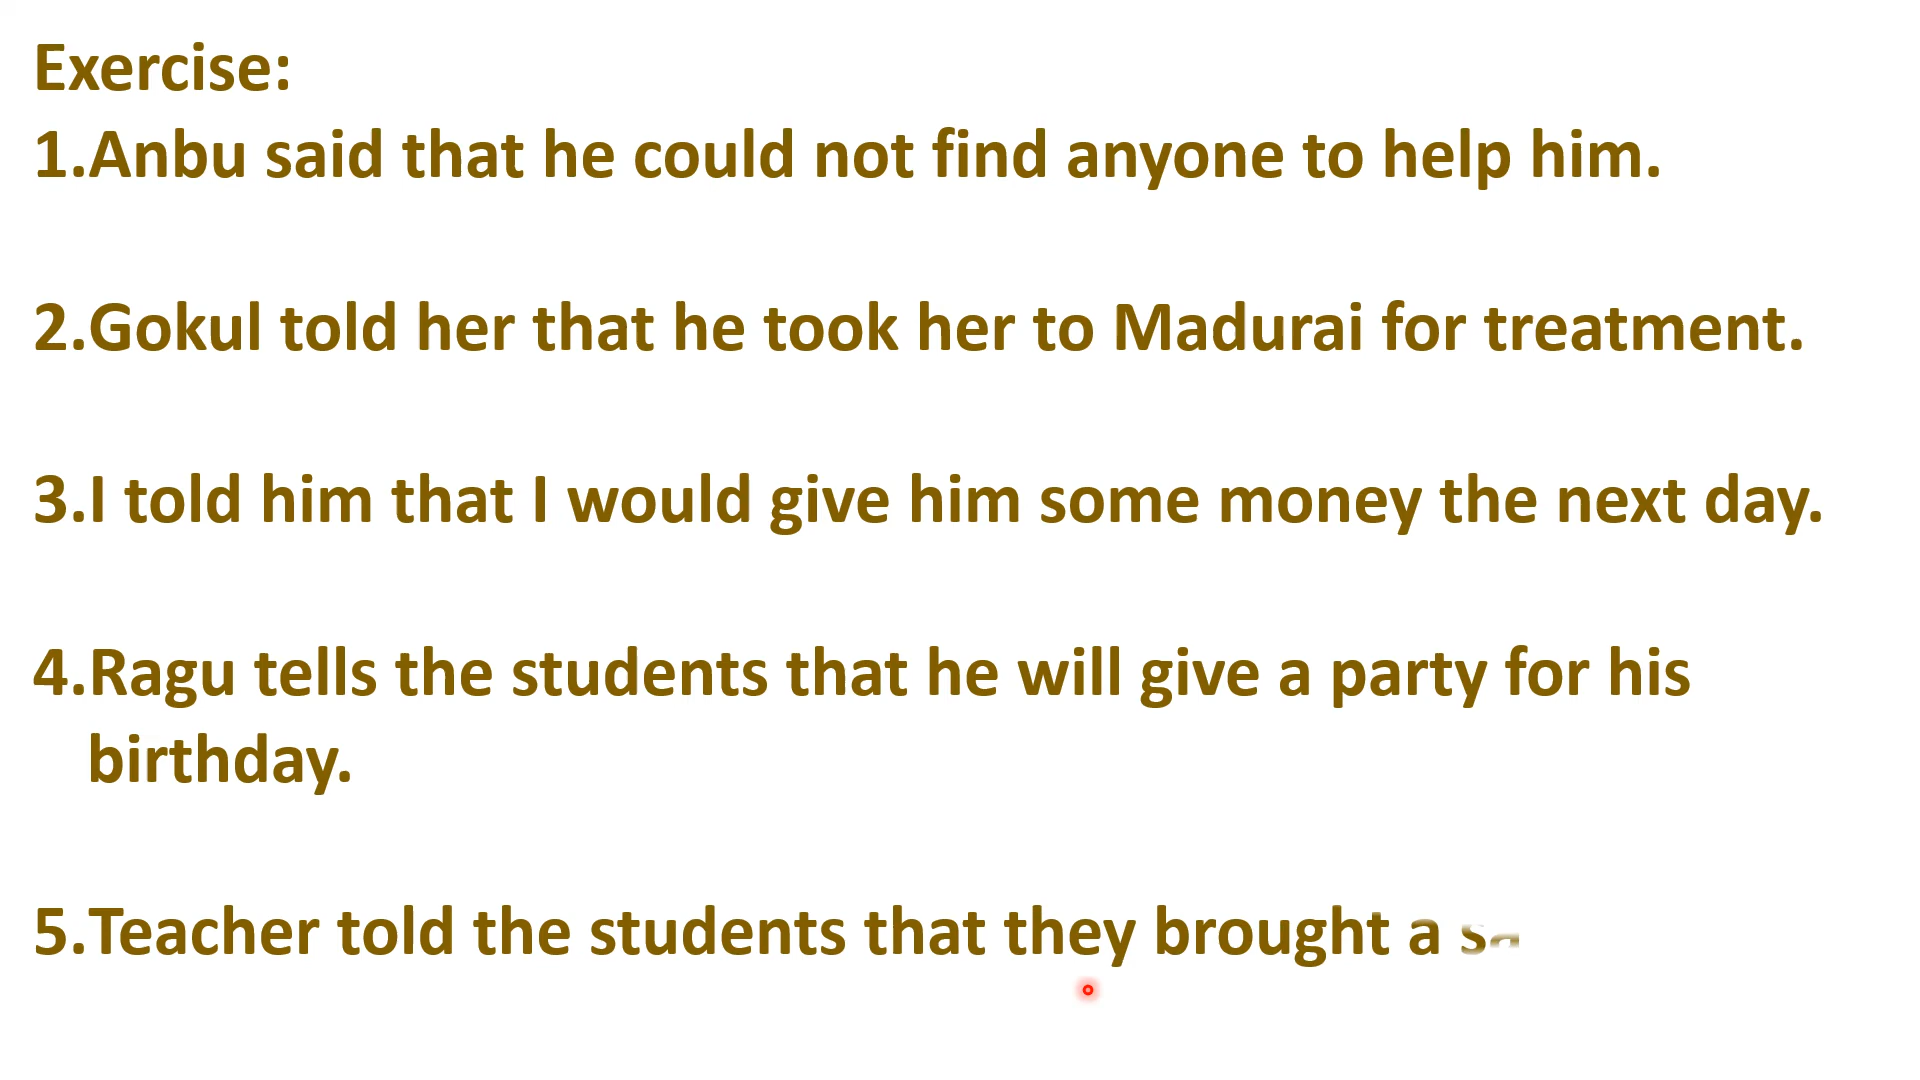 Exercise:
1.Anbu said that he could not find anyone to help him.
2.Gokul told her that he took her to Madurai for treatment.
3.I told him that I would give him some money the next day.
4.Ragu tells the students that he will give a party for his
birthday.
5.Teacher told the students that they brought a